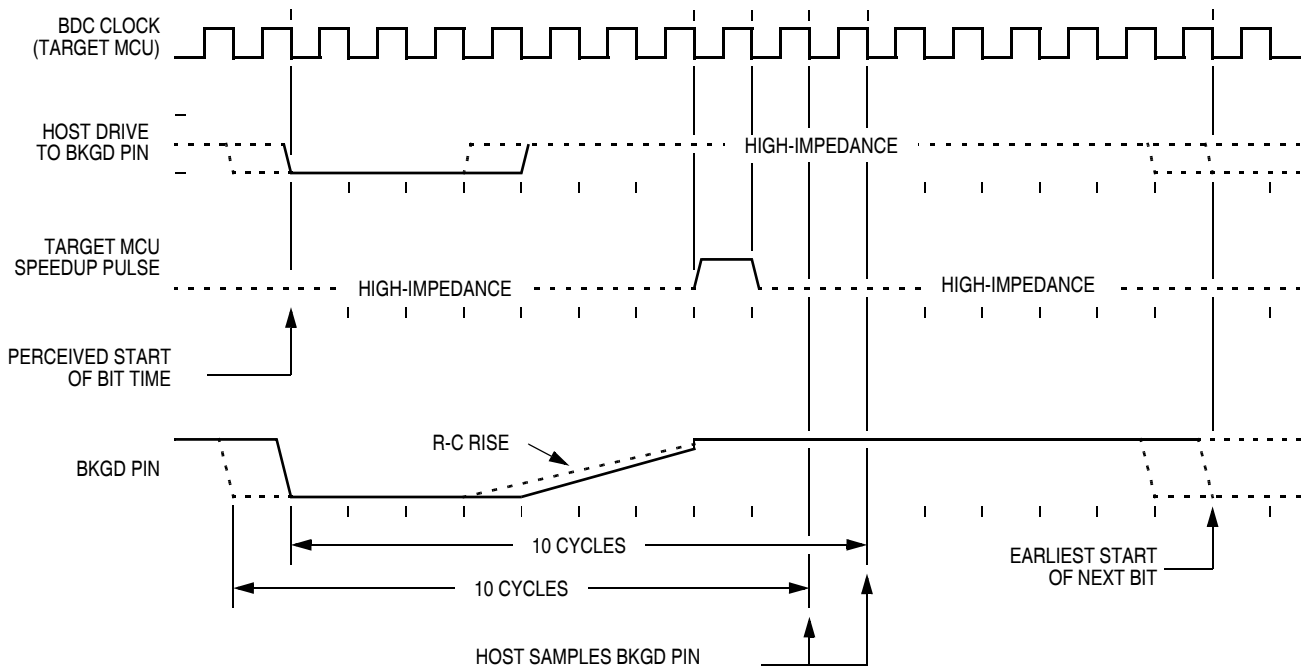 BDC CLOCK
(TARGET MCU)
HOST DRIVE
TO BKGD PIN
HIGH-IMPEDANCE
TARGET MCU
SPEEDUP PULSE
HIGH-IMPEDANCE
HIGH-IMPEDANCE
PERCEIVED START
OF BIT TIME
R-C RISE
BKGD PIN
10 CYCLES
10 CYCLES
EARLIEST START
OF NEXT BIT
HOST SAMPLES BKGD PIN